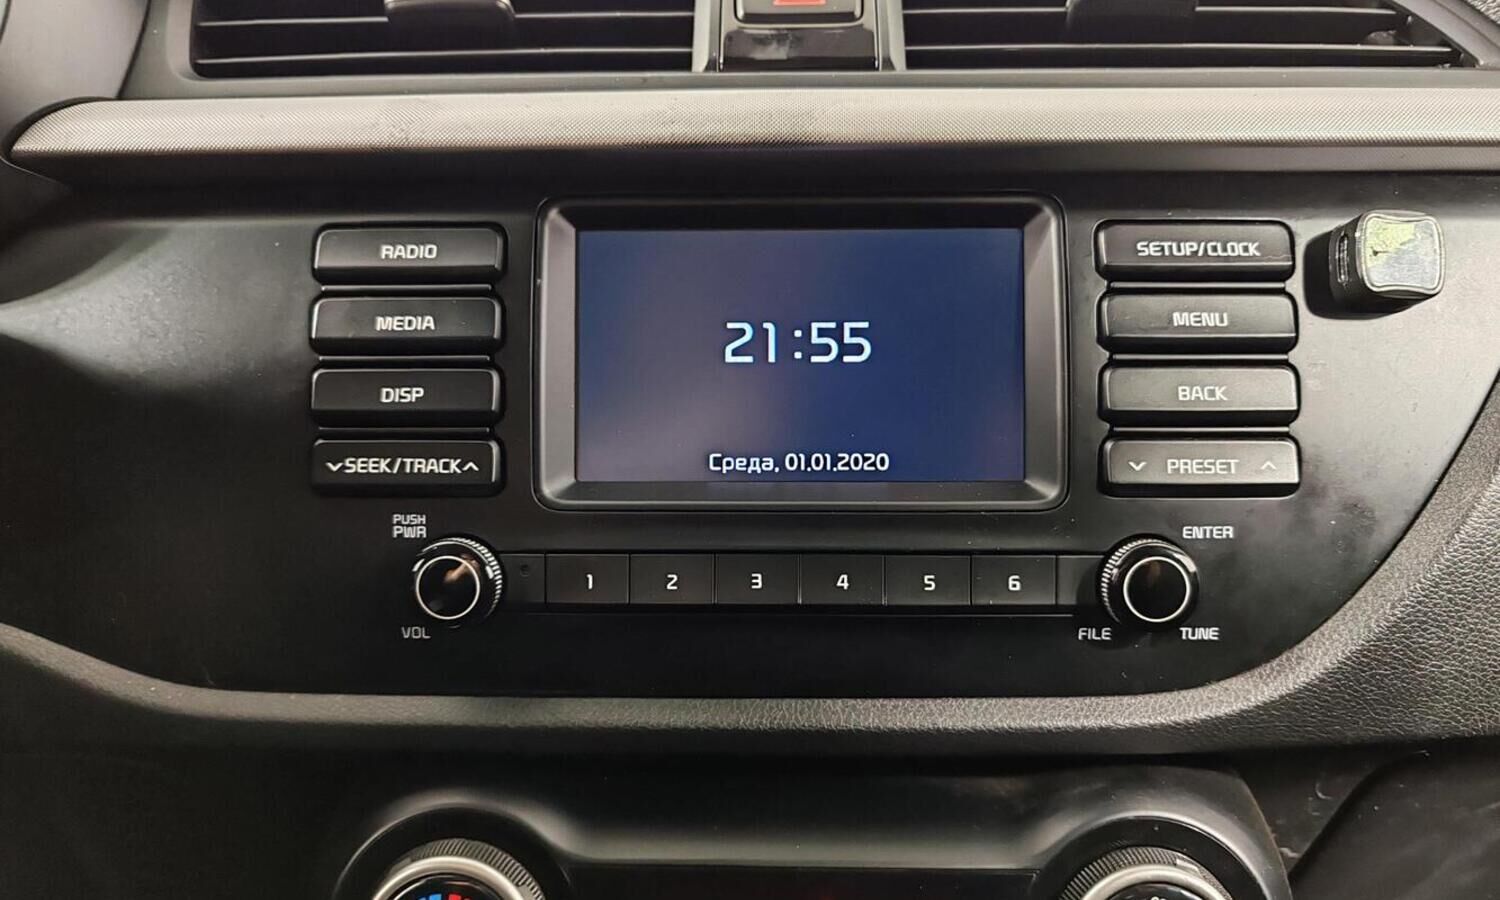 RADIO
MEDIA
DISP
SEEK/TRACK
21:55
Среда, 01.01.2020
SETUP/CLOCK
MENU
BACK
PRESET
PUSH
PWR
VOL
1 2 3 4 5 6
ENTER
FILE
TUNE